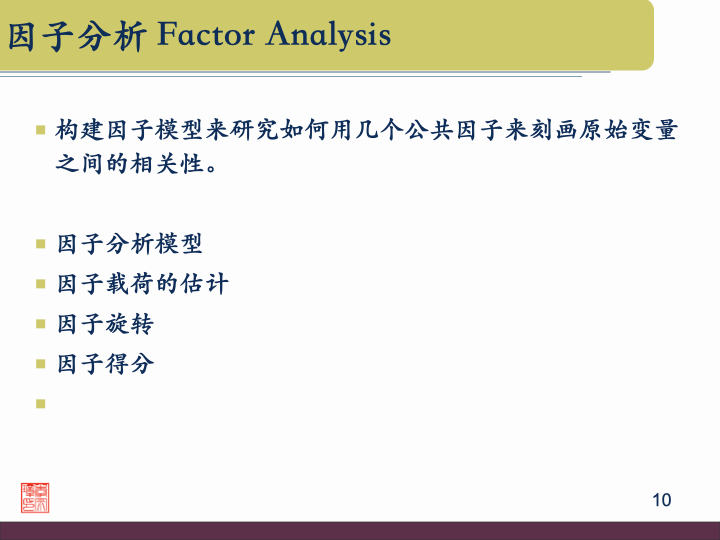 因子分析 Factor Analysis
构建因子模型来研究如何用几个公共因子来刻画原始变量
之间的相关性。
因子分析模型
因子载荷的估计
因子旋转
因子得分
10